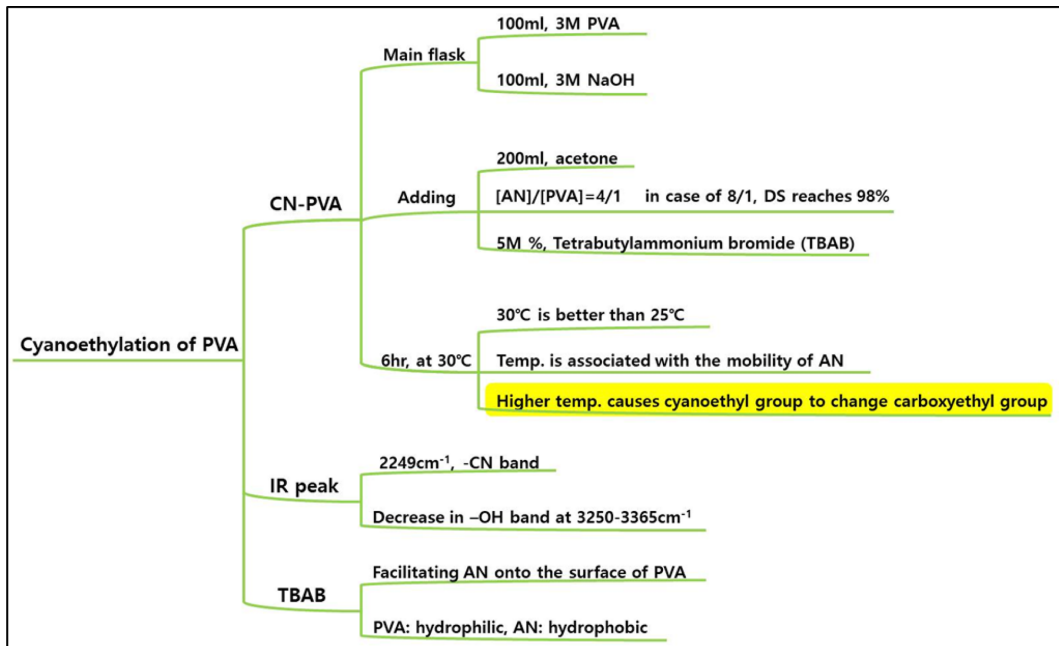 Cyanoethylation of PVA
CN-PVA
Main flask
100ml, 3M PVA
100ml, 3M NaOH
Adding
200ml, acetone
[AN]/[PVA]=4/1 in case of 8/1, DS reaches 98%
5M %, Tetrabutylammonium bromide (TBAB)
6hr, at 30℃
30℃ is better than 25℃
Temp. is associated with the mobility of AN
Higher temp. causes cyanoethyl group to change carboxyethyl group
IR peak
2249cm⁻¹, -CN band
Decrease in –OH band at 3250-3365cm⁻¹
TBAB
Facilitating AN onto the surface of PVA
PVA: hydrophilic, AN: hydrophobic